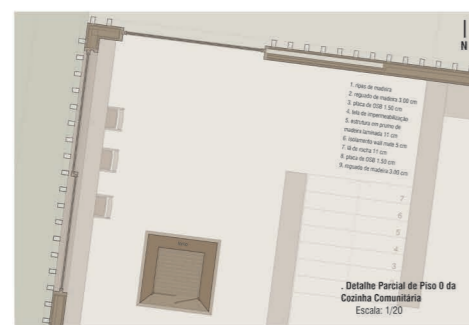 N
1. ripas de madeira
2. reguado de madeira 3.00 cm
3. placa de OSB 1.50 cm
4. tela de impermeabilização
5. estrutura em prumo de
madeira laminada 11 cm
6. isolamento wall mate 5 cm
7. lã de rocha 11 cm
8. placa de OSB 1.50 cm
9. reguado de madeira 3.00 cm
7
6
5
4
3
. Detalhe Parcial de Piso 0 da
Cozinha Comunitária
Escala: 1/20